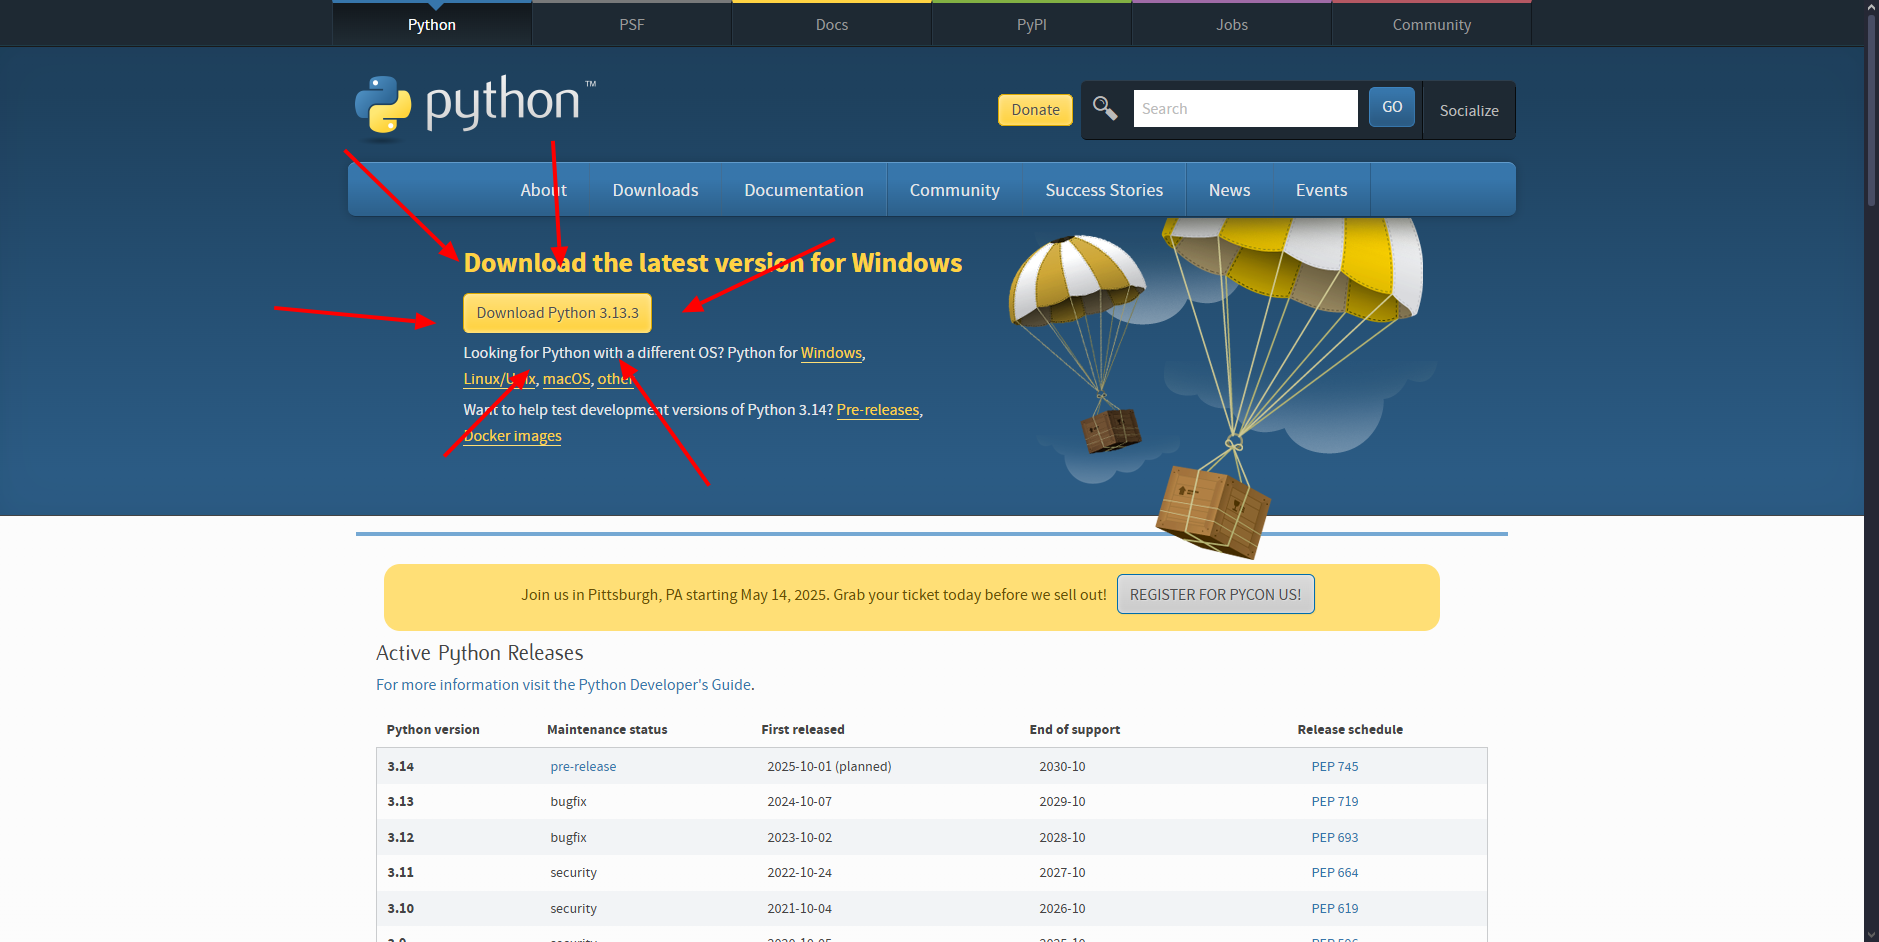 Python PSF Docs PyPI Jobs Community
python™
Donate Search GO Socialize
About Downloads Documentation Community Success Stories News Events
Download the latest version for Windows
Download Python 3.13.3
Looking for Python with a different OS? Python for Windows,
Linux/Unix, macOS, other
Want to help test development versions of Python 3.14? Pre-releases,
Docker images
Join us in Pittsburgh, PA starting May 14, 2025. Grab your ticket today before we sell out! REGISTER FOR PYCON US!
Active Python Releases
For more information visit the Python Developer's Guide.
Python version Maintenance status First released End of support Release schedule
3.14 pre-release 2025-10-01 (planned) 2030-10 PEP 745
3.13 bugfix 2024-10-07 2029-10 PEP 719
3.12 bugfix 2023-10-02 2028-10 PEP 693
3.11 security 2022-10-24 2027-10 PEP 664
3.10 security 2021-10-04 2026-10 PEP 619